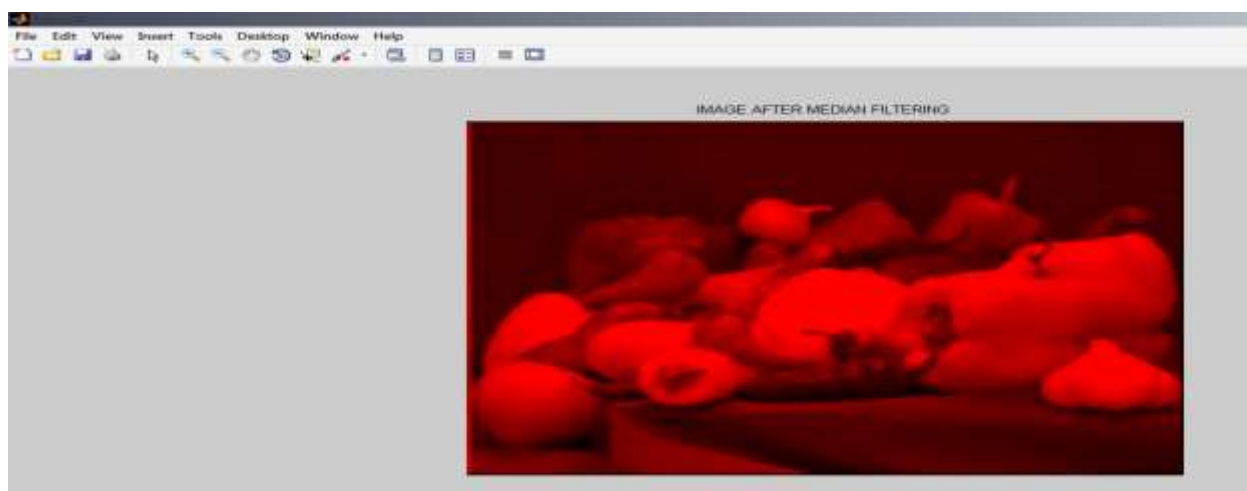 File Edit View Insert Tools Desktop Window Help
IMAGE AFTER MEDIAN FILTERING